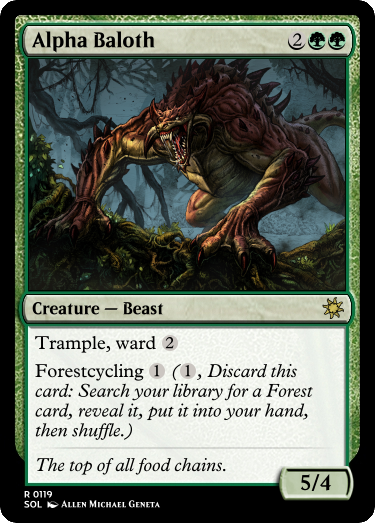 Alpha Baloth 2
Creature — Beast
Trample, ward 2
Forestcycling 1 (1, Discard this
card: Search your library for a Forest
card, reveal it, put it into your hand,
then shuffle.)
The top of all food chains.
5/4
R 0119
SOL Allen Michael Geneta